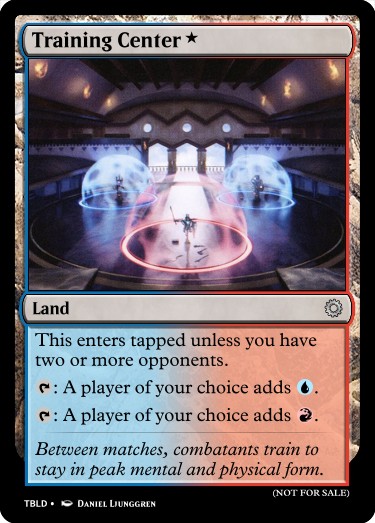 Training Center ★
Land
This enters tapped unless you have
two or more opponents.
: A player of your choice adds .
: A player of your choice adds .
Between matches, combatants train to
stay in peak mental and physical form.
(NOT FOR SALE)
TBLD • Daniel Ljunggren